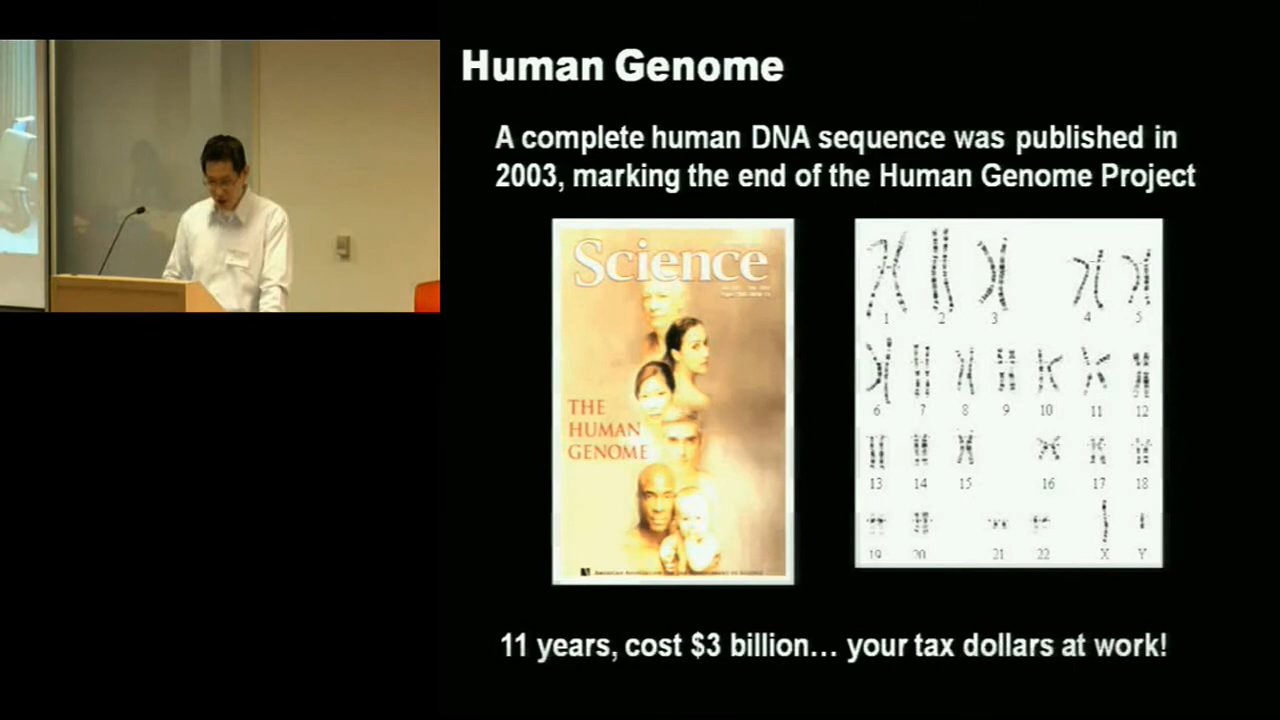 Human Genome
A complete human DNA sequence was published in
2003, marking the end of the Human Genome Project
Science
THE
HUMAN
GENOME
1 2 3 4 5
6 7 8 9 10 11 12
13 14 15 16 17 18
19 20 21 22 X Y
11 years, cost $3 billion... your tax dollars at work!